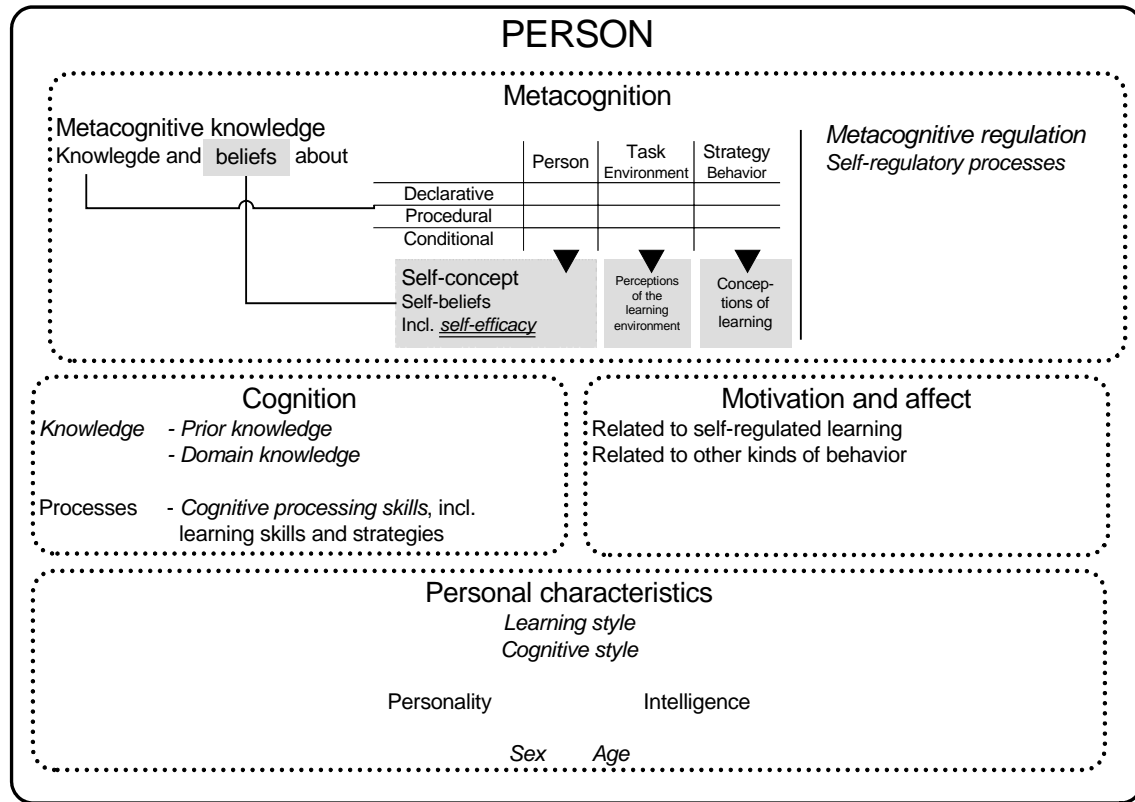 PERSON
Metacognition
Metacognitive knowledge
Knowlegde and beliefs about
Person
Task
Environment
Strategy
Behavior
Declarative
Procedural
Conditional
Self-concept
Self-beliefs
Incl. self-efficacy
Perceptions
of the
learning
environment
Concep-
tions of
learning
Metacognitive regulation
Self-regulatory processes
Cognition
Knowledge - Prior knowledge
- Domain knowledge
Processes - Cognitive processing skills, incl.
learning skills and strategies
Motivation and affect
Related to self-regulated learning
Related to other kinds of behavior
Personal characteristics
Learning style
Cognitive style
Personality Intelligence
Sex Age